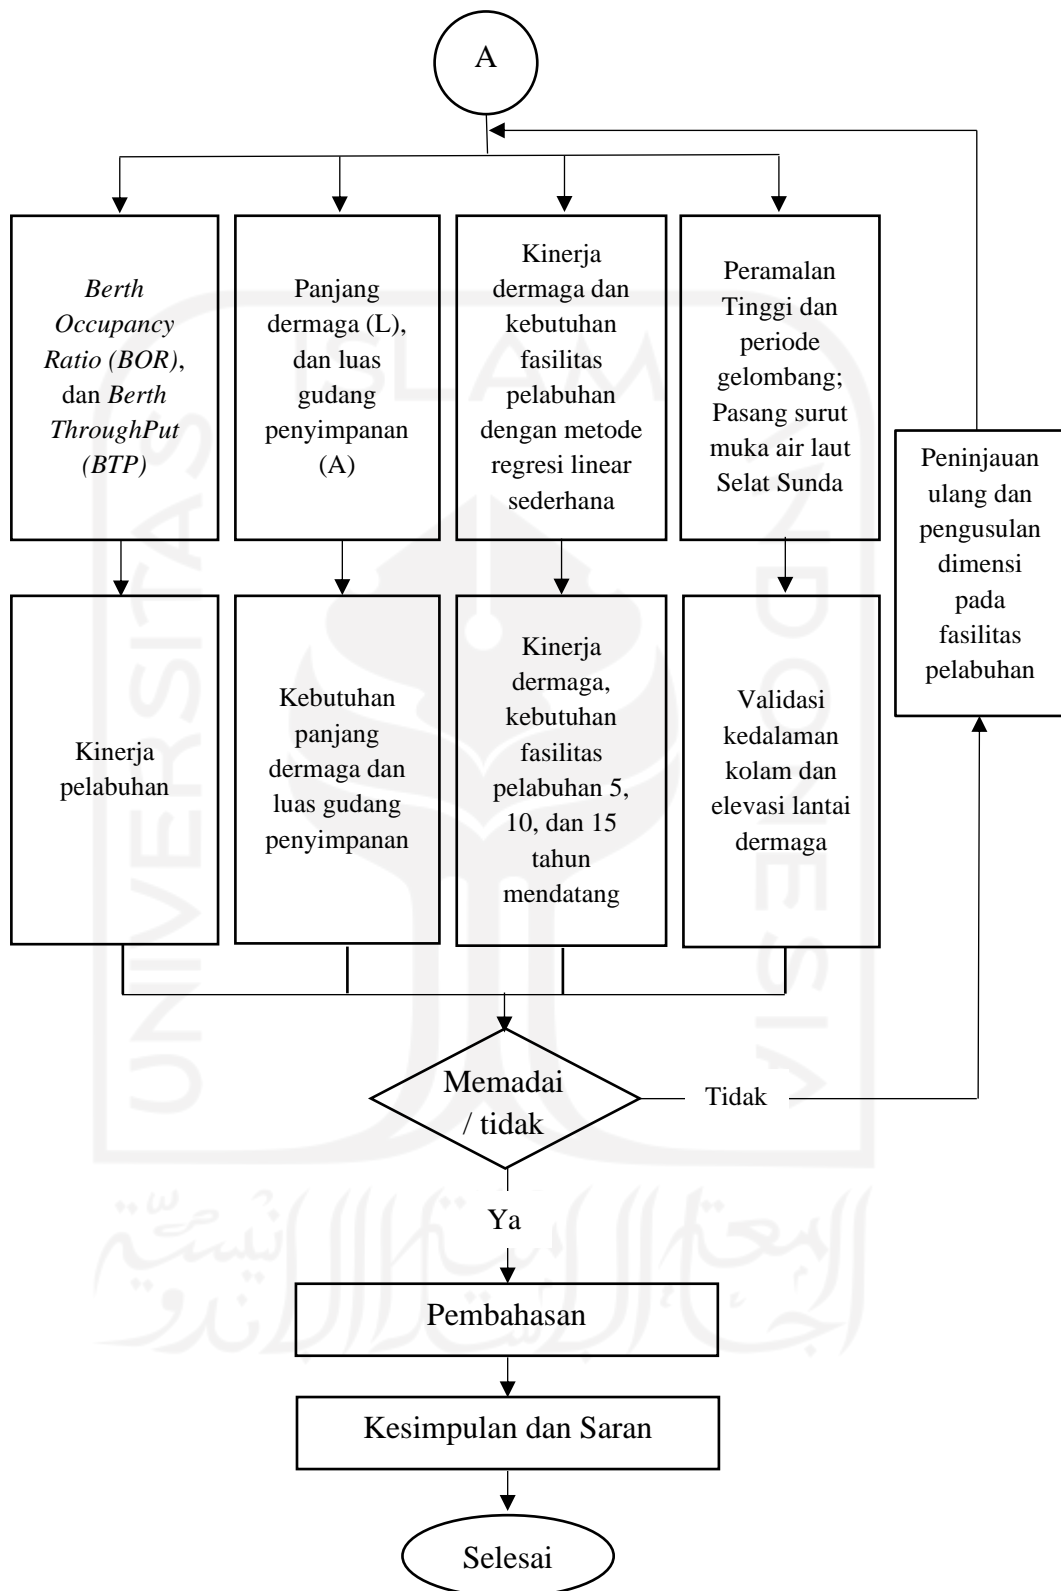 A
Berth
Occupancy
Ratio (BOR),
dan Berth
ThroughPut
(BTP)
Panjang
dermaga (L),
dan luas
gudang
penyimpanan
(A)
Kinerja
dermaga dan
kebutuhan
fasilitas
pelabuhan
dengan metode
regresi linear
sederhana
Peramalan
Tinggi dan
periode
gelombang;
Pasang surut
muka air laut
Selat Sunda
Peninjauan
ulang dan
pengusulan
dimensi
pada
fasilitas
pelabuhan
Kinerja
pelabuhan
Kebutuhan
panjang
dermaga dan
luas gudang
penyimpanan
Kinerja
dermaga,
kebutuhan
fasilitas
pelabuhan 5,
10, dan 15
tahun
mendatang
Validasi
kedalaman
kolam dan
elevasi lantai
dermaga
Memadai
/ tidak
Tidak
Ya
Pembahasan
Kesimpulan dan Saran
Selesai
ISLAM
UNIVERSITAS
INDONESIA